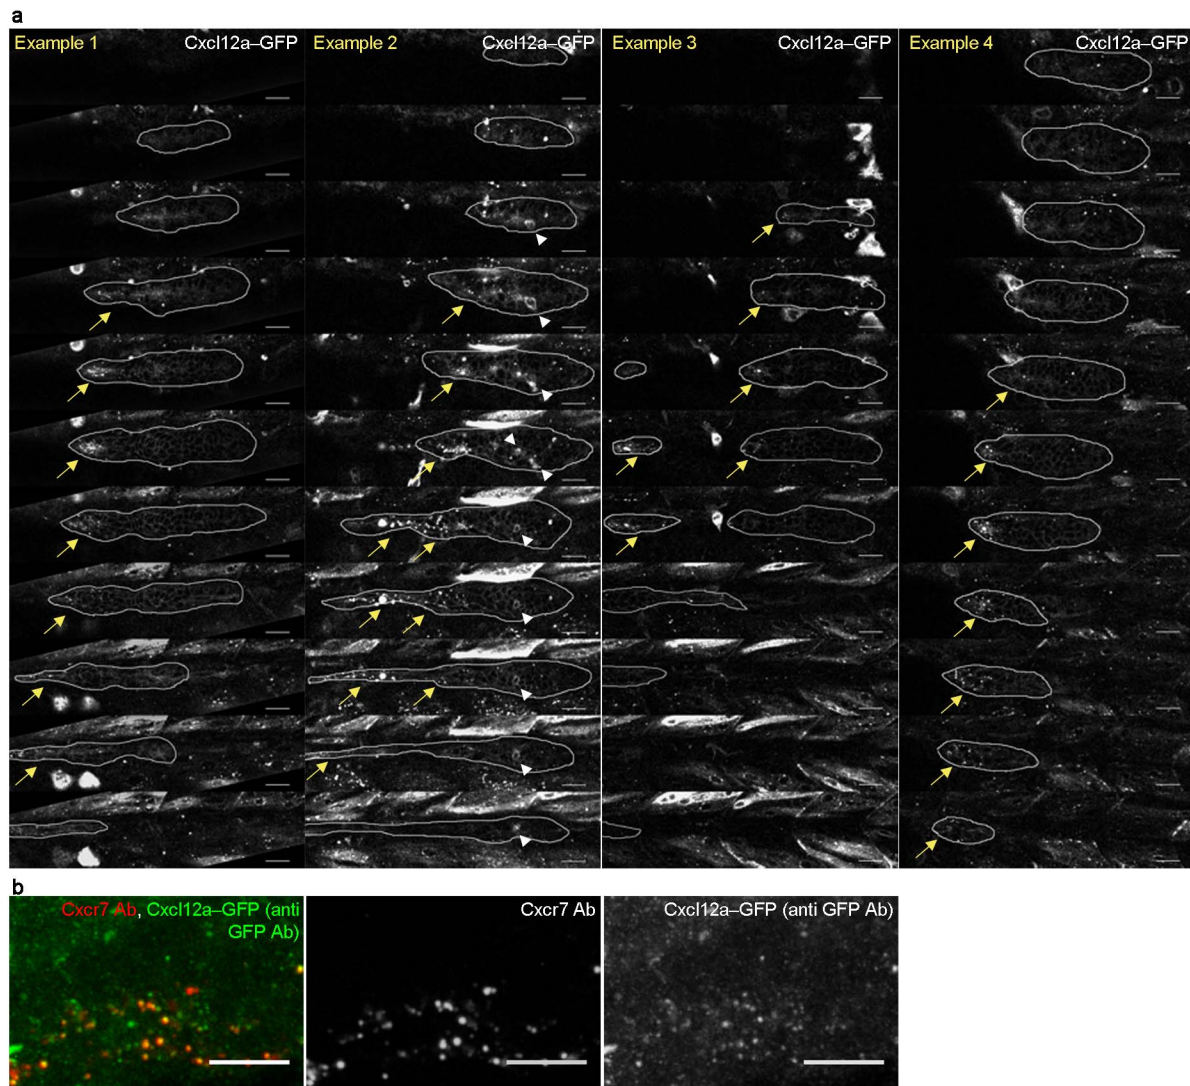 a
Example 1 Cxcl12a–GFP Example 2 Cxcl12a–GFP Example 3 Cxcl12a–GFP Example 4 Cxcl12a–GFP
b
Cxcr7 Ab, Cxcl12a–GFP (anti
GFP Ab)
Cxcr7 Ab
Cxcl12a–GFP (anti GFP Ab)